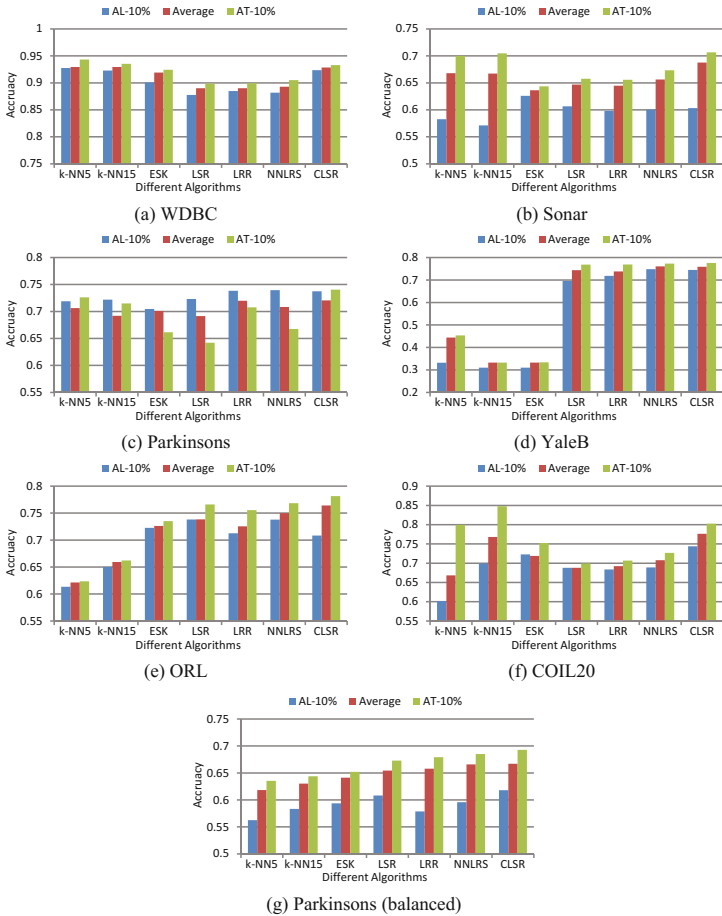 AL-10% Average AT-10%
1
0.95
0.9
0.85
0.8
0.75
Accruacy
k-NN5 k-NN15 ESK LSR LRR NNLRS CLSR
Different Algorithms
(a) WDBC
AL-10% Average AT-10%
0.75
0.7
0.65
0.6
0.55
0.5
Accruacy
k-NN5 k-NN15 ESK LSR LRR NNLRS CLSR
Different Algorithms
(b) Sonar
AL-10% Average AT-10%
0.8
0.75
0.7
0.65
0.6
0.55
Accruacy
k-NN5 k-NN15 ESK LSR LRR NNLRS CLSR
Different Algorithms
(c) Parkinsons
AL-10% Average AT-10%
0.8
0.7
0.6
0.5
0.4
0.3
0.2
Accruacy
k-NN5 k-NN15 ESK LSR LRR NNLRS CLSR
Different Algorithms
(d) YaleB
AL-10% Average AT-10%
0.8
0.75
0.7
0.65
0.6
0.55
Accruacy
k-NN5 k-NN15 ESK LSR LRR NNLRS CLSR
Different Algorithms
(e) ORL
AL-10% Average AT-10%
0.9
0.85
0.8
0.75
0.7
0.65
0.6
0.55
Accruacy
k-NN5 k-NN15 ESK LSR LRR NNLRS CLSR
Different Algorithms
(f) COIL20
AL-10% Average AT-10%
0.75
0.7
0.65
0.6
0.55
0.5
Accruacy
k-NN5 k-NN15 ESK LSR LRR NNLRS CLSR
Different Algorithms
(g) Parkinsons (balanced)